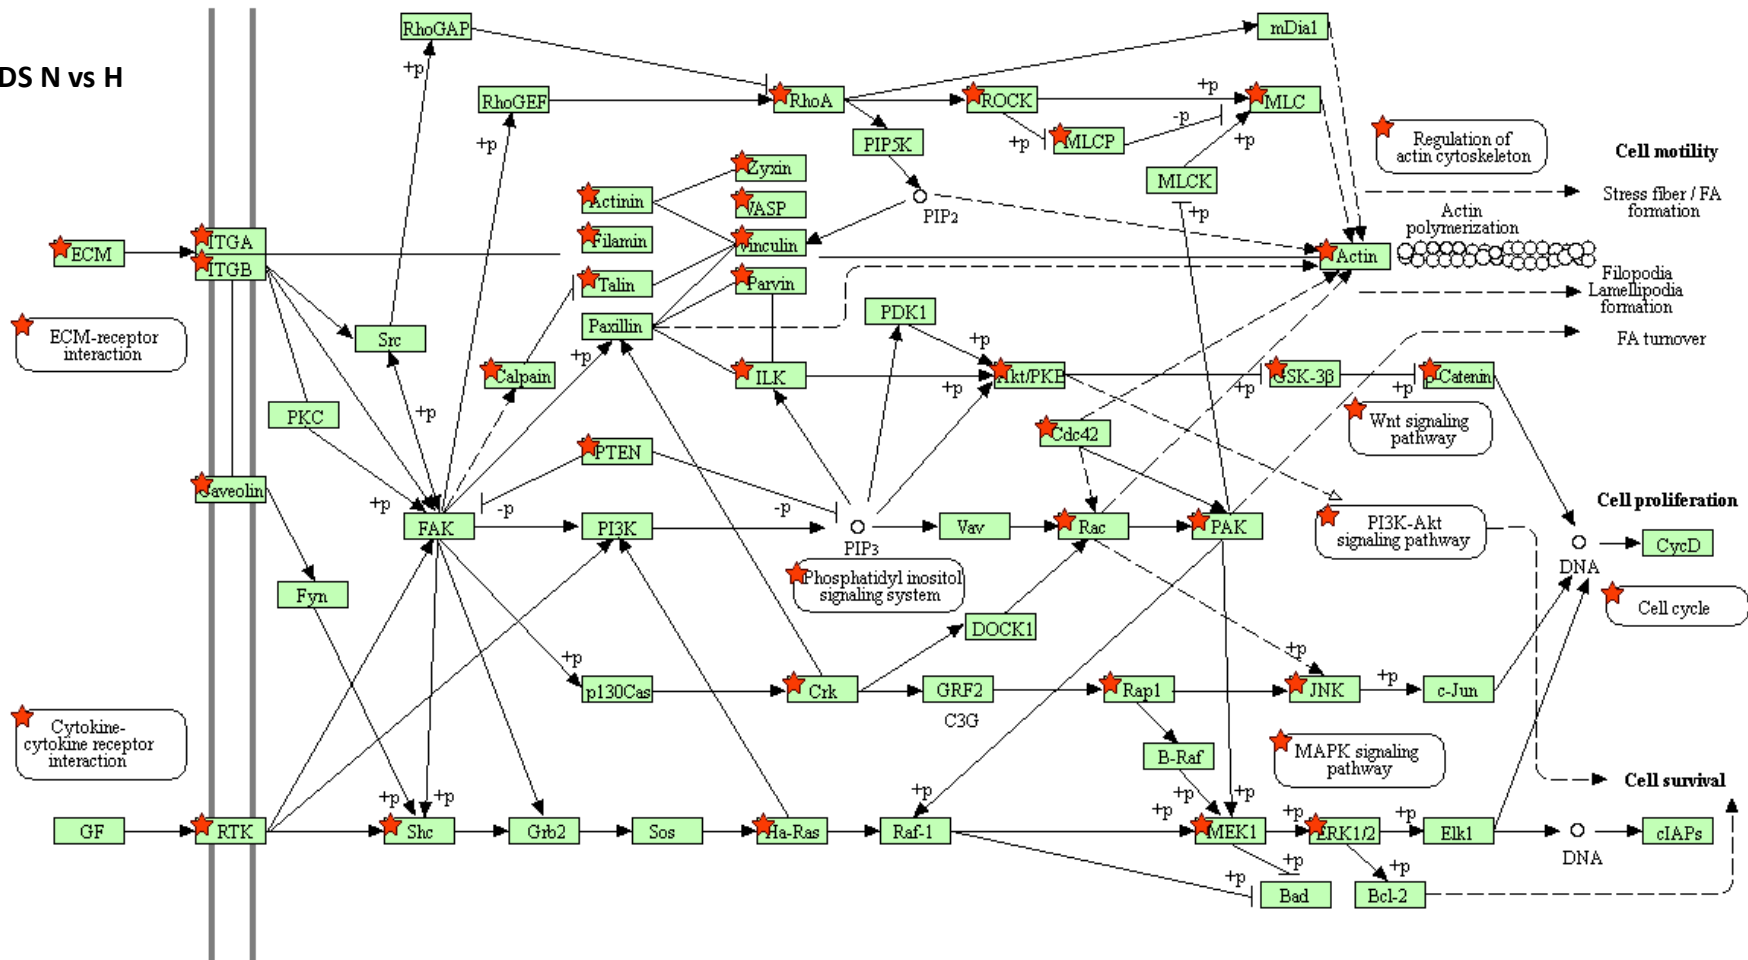 DS N vs H
RhoGAP
mDia1
+p
RhoGEF
RhoA
ROCK
+p
MLC
+p
+p
-p
+p
PIP5K
MLCP
Regulation of
actin cytoskeleton
Cell motility
Zyxin
MLCK
Actinin
VASP
PIP2
+p
Stress fiber / FA
formation
Actin
polymerization
ECM
ITGA
ITGB
Filamin
Vinculin
Actin
Talin
Parvin
Filopodia
Lamellipodia
formation
ECM-receptor
interaction
Src
Paxillin
PDK1
+p
+p
FA turnover
Calpain
ILK
+p
Akt/PKB
+p
GSK-3β
+p
β-Catenin
PKC
+p
Cdc42
Wnt signaling
pathway
PTEN
Caveolin
+p
-p
-p
Cell proliferation
FAK
PI3K
PIP3
Vav
Rac
PAK
PI3K-Akt
signaling pathway
CycD
DNA
Phosphatidyl inositol
signaling system
Fyn
Cell cycle
DOCK1
+p
+p
p130Cas
Crk
GRF2
C3G
Rap1
JNK
+p
c-Jun
Cytokine-
cytokine receptor
interaction
B-Raf
MAPK signaling
pathway
Cell survival
+p
+p
+p
+p
+p
+p
+p
GF
RTK
Shc
Grb2
Sos
Ha-Ras
Raf-1
MEK1
ERK1/2
Elk1
DNA
cIAPs
+p
+p
+p
Bad
Bcl-2